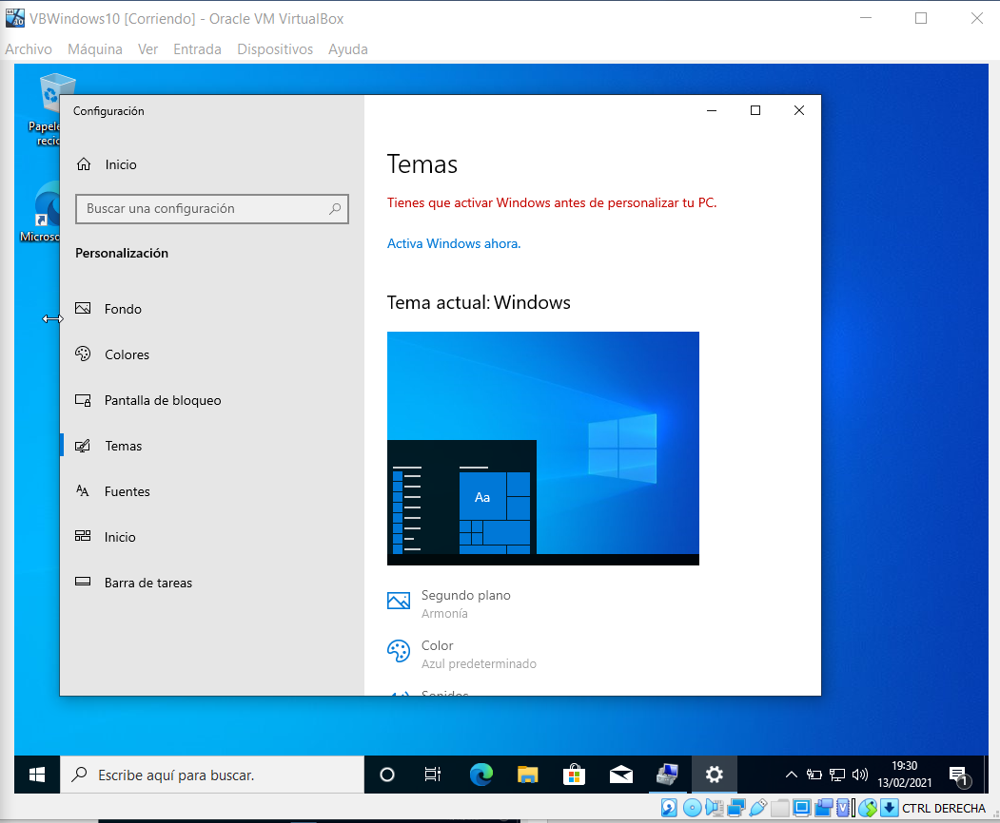 VBWindows10 [Corriendo] - Oracle VM VirtualBox
Archivo Máquina Ver Entrada Dispositivos Ayuda
Configuración
Inicio
Buscar una configuración
Personalización
Fondo
Colores
Pantalla de bloqueo
Temas
Fuentes
Inicio
Barra de tareas
Temas
Tienes que activar Windows antes de personalizar tu PC.
Activa Windows ahora.
Tema actual: Windows
Aa
Segundo plano
Armonía
Color
Azul predeterminado
Sonidos
Escribe aquí para buscar.
19:30
13/02/2021
1
CTRL DERECHA